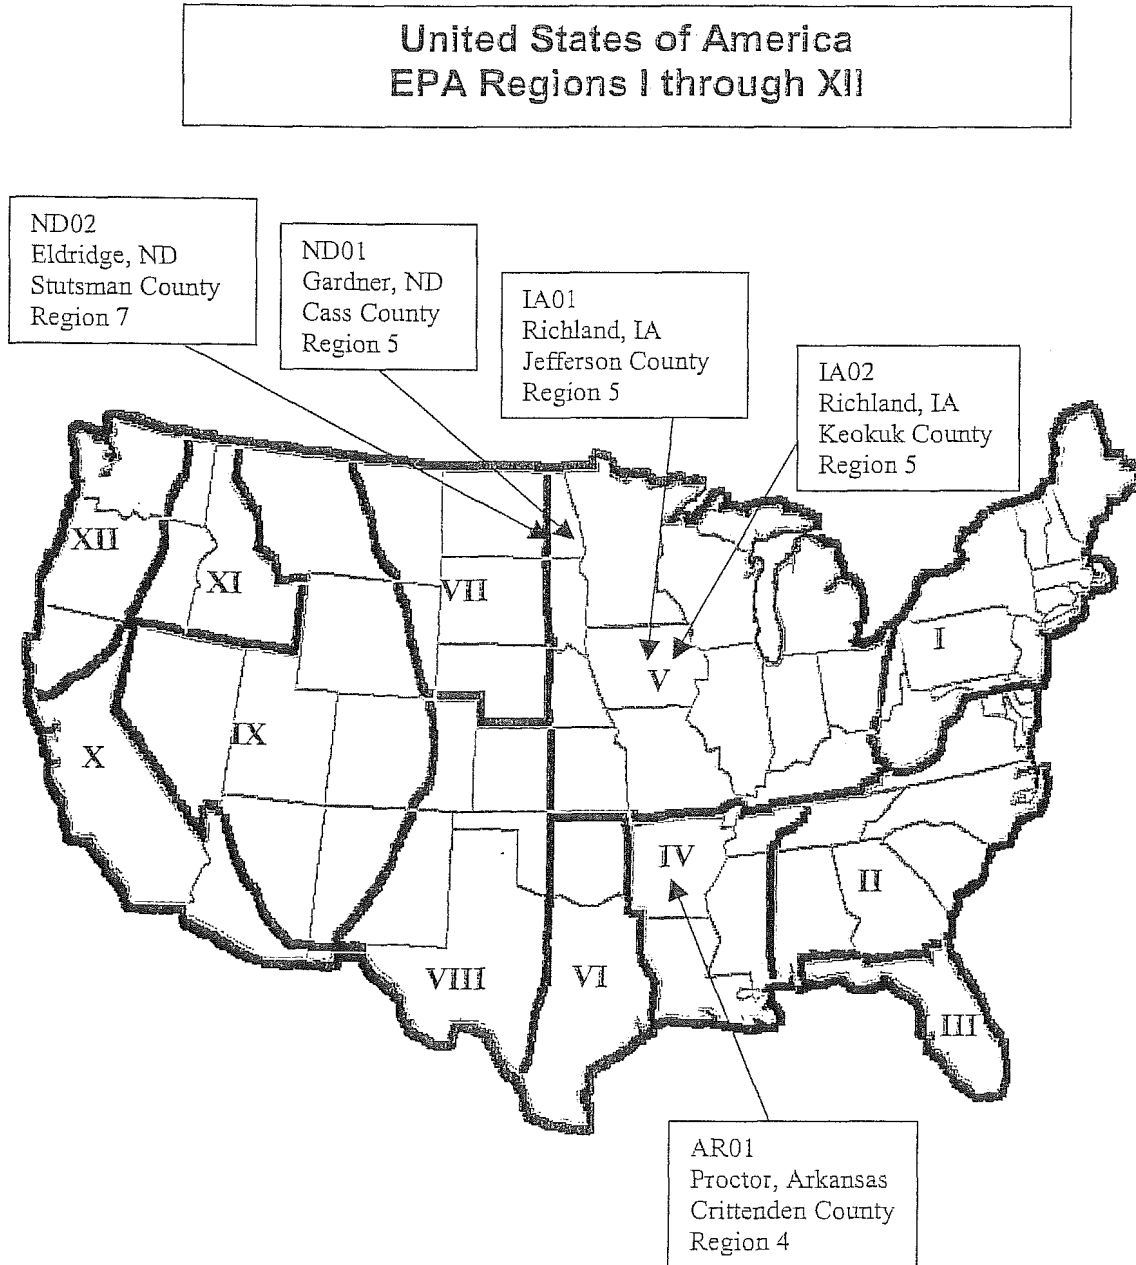 United States of America
EPA Regions I through XII
ND02
Eldridge, ND
Stutsman County
Region 7
ND01
Gardner, ND
Cass County
Region 5
IA01
Richland, IA
Jefferson County
Region 5
IA02
Richland, IA
Keokuk County
Region 5
XII
XI
VII
I
V
IX
X
IV
II
VIII
VI
III
AR01
Proctor, Arkansas
Crittenden County
Region 4